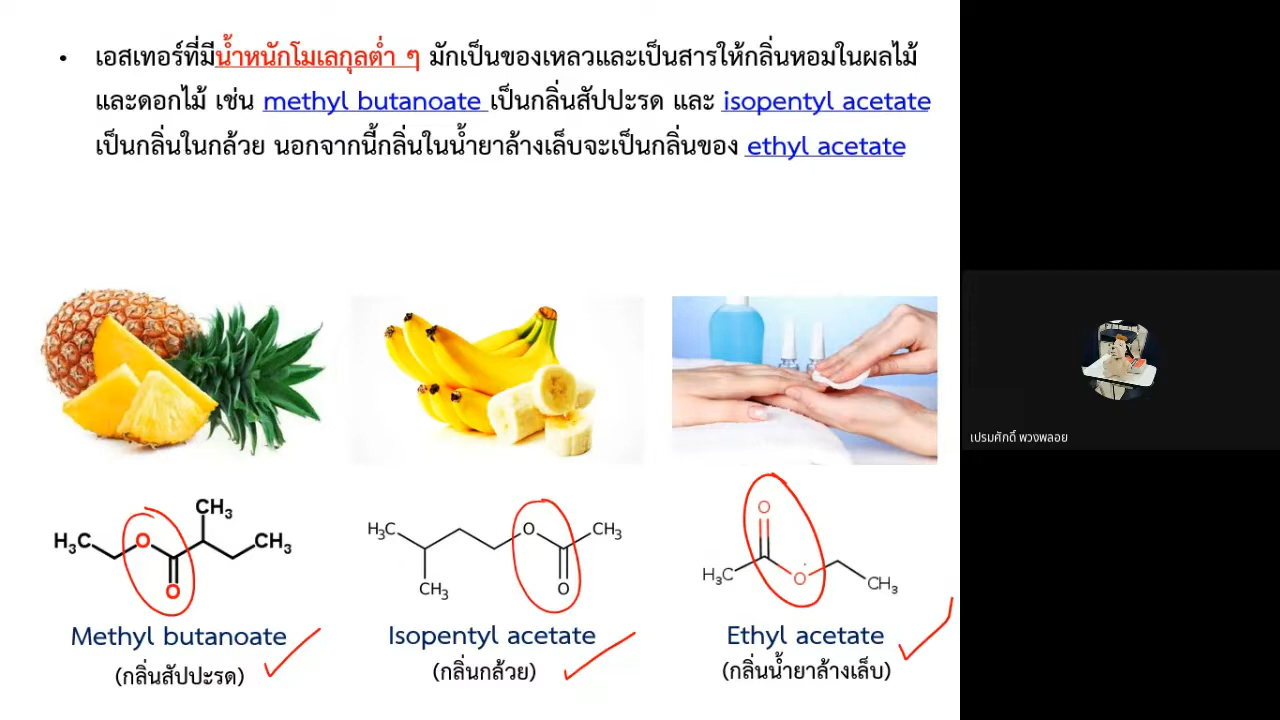 • เอสเทอร์ที่มีน้ำหนักโมเลกุลต่ำ ๆ มักเป็นของเหลวและเป็นสารให้กลิ่นหอมในผลไม้
และดอกไม้ เช่น methyl butanoate เป็นกลิ่นสัปปะรด และ isopentyl acetate
เป็นกลิ่นในกล้วย นอกจากนี้กลิ่นในน้ำยาล้างเล็บจะเป็นกลิ่นของ ethyl acetate
เปรมศักดิ์ พวงพลอย
H₃C O O CH₃ CH₃
H₃C CH₃ O O CH₃
O H₃C O CH₃
Methyl butanoate
(กลิ่นสัปปะรด)
Isopentyl acetate
(กลิ่นกล้วย)
Ethyl acetate
(กลิ่นน้ำยาล้างเล็บ)